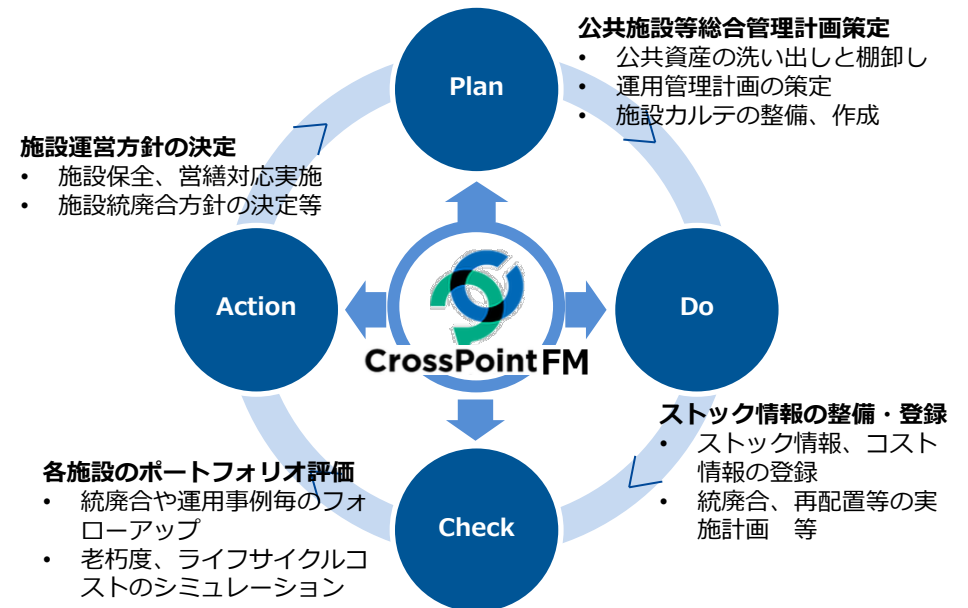 Plan
公共施設等総合管理計画策定
• 公共資産の洗い出しと棚卸し
• 運用管理計画の策定
• 施設カルテの整備、作成
施設運営方針の決定
• 施設保全、営繕対応実施
• 施設統廃合方針の決定等
Action
CrossPoint FM
Do
ストック情報の整備・登録
• ストック情報、コスト
情報の登録
• 統廃合、再配置等の実
施計画　等
各施設のポートフォリオ評価
• 統廃合や運用事例毎のフォ
ローアップ
• 老朽度、ライフサイクルコ
ストのシミュレーション
Check